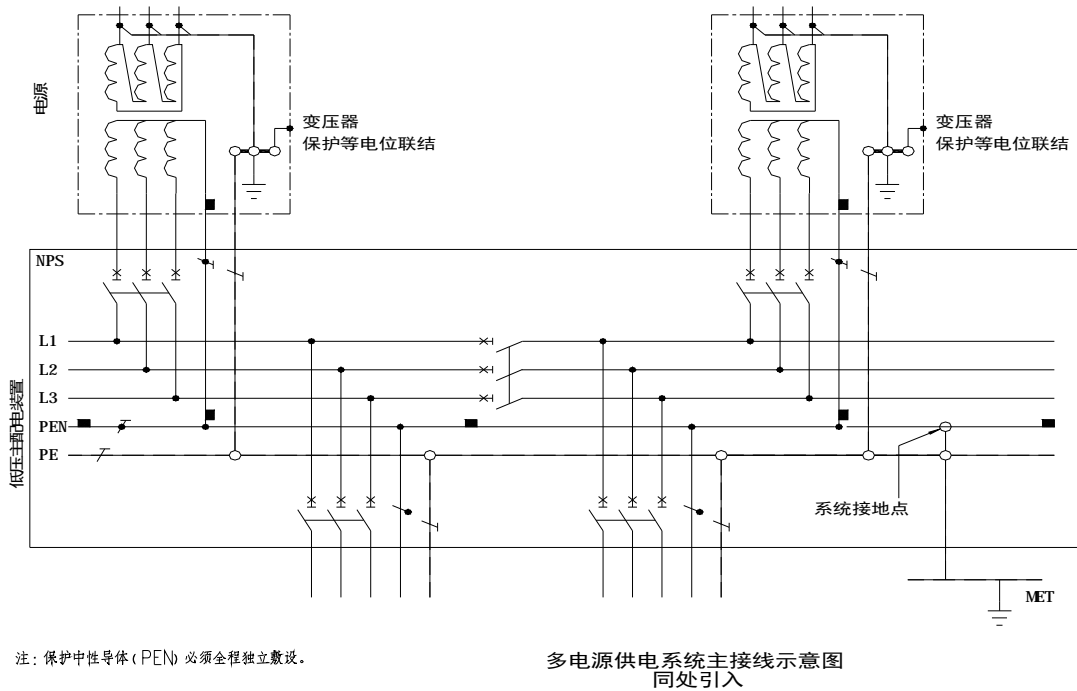 电源
变压器
保护等电位联结
变压器
保护等电位联结
NPS
L1
L2
L3
PEN
PE
低压主配电装置
系统接地点
MET
注：保护中性导体(PEN)必须全程独立敷设。
多电源供电系统主接线示意图
同处引入